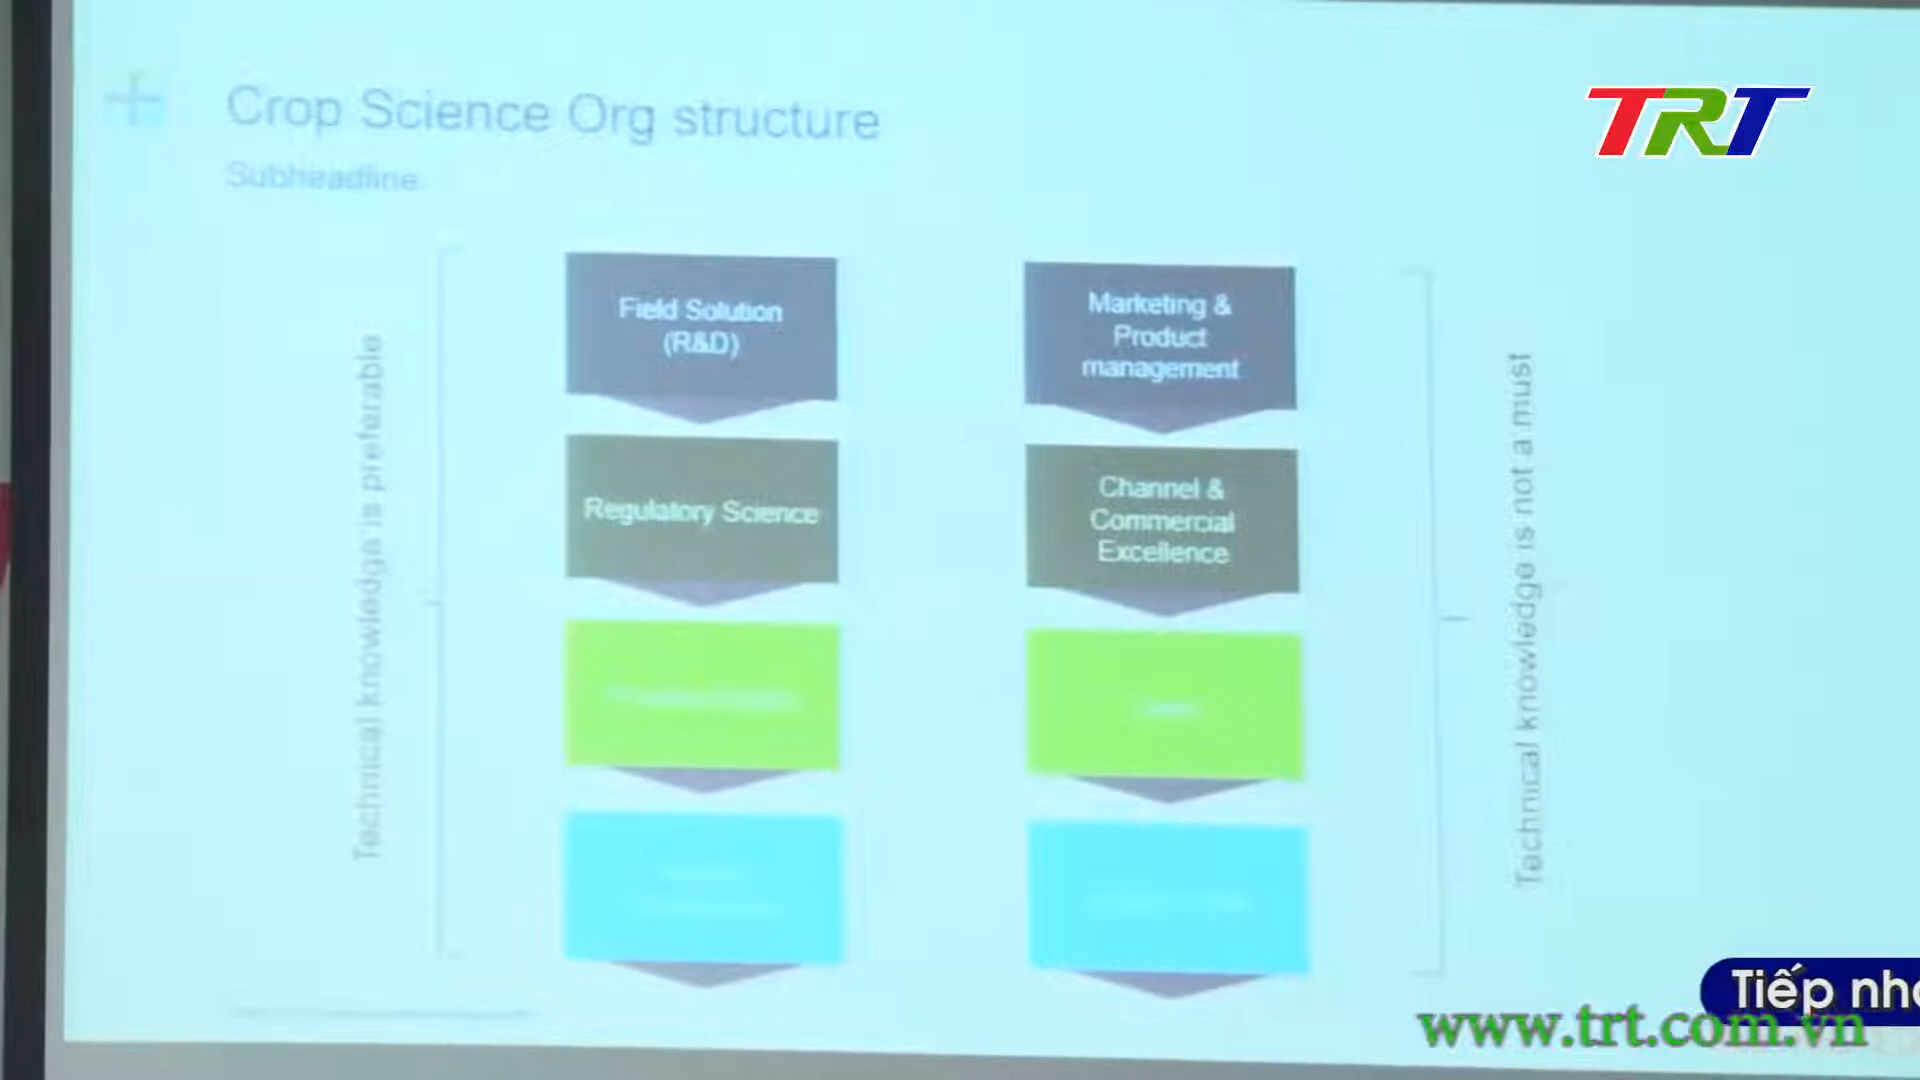 Crop Science Org structure
Subheadline
TRT
Technical knowledge is preferable
Field Solution
(R&D)
Regulatory Science
Marketing &
Product
management
Channel &
Commercial
Excellence
Technical knowledge is not a must
Tiếp
www.trt.com.vn